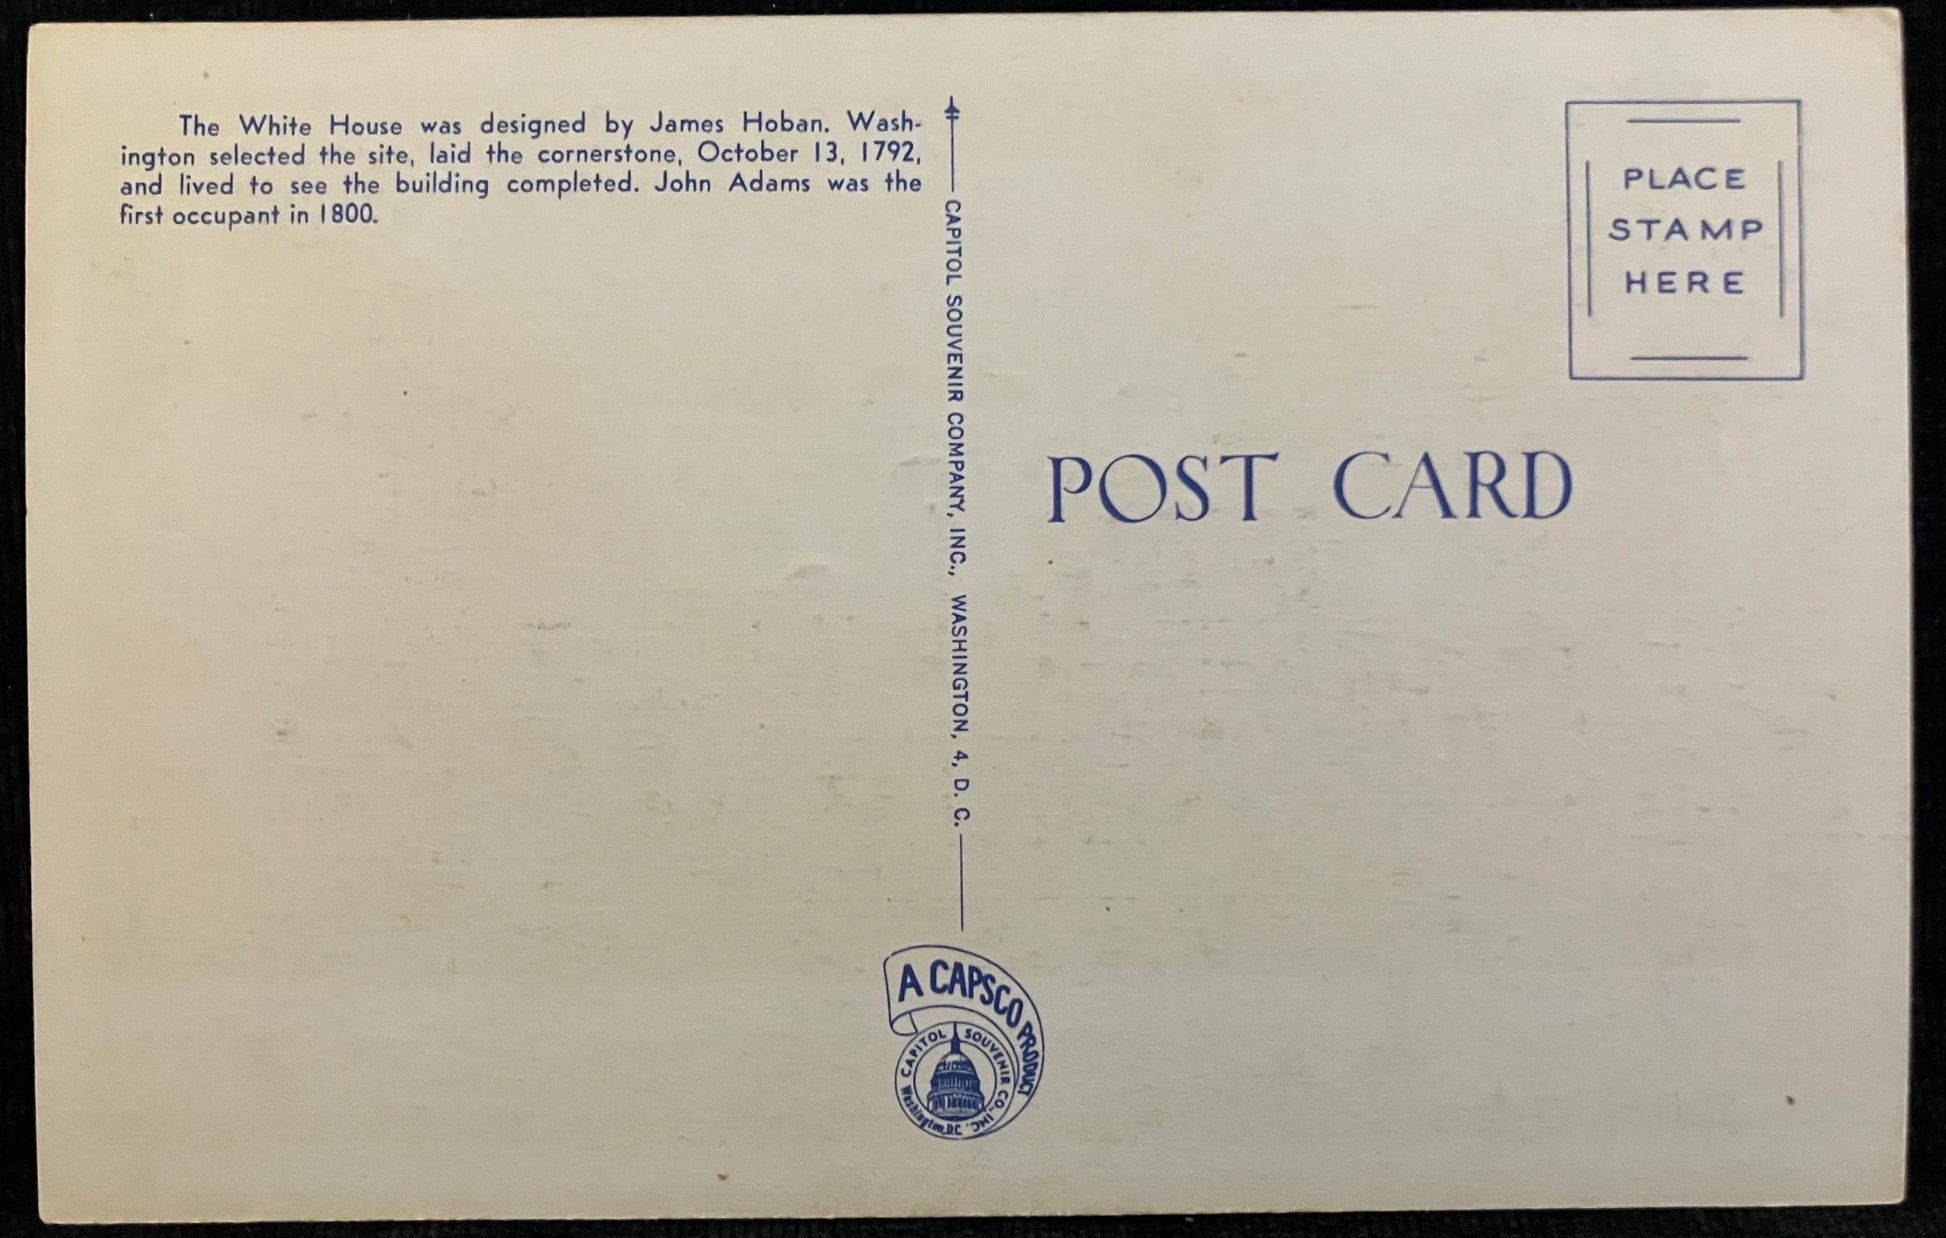 The White House was designed by James Hoban. Wash-
ington selected the site, laid the cornerstone, October 13, 1792,
and lived to see the building completed. John Adams was the
first occupant in 1800.
CAPITOL SOUVENIR COMPANY, INC., WASHINGTON, 4, D. C.
PLACE
STAMP
HERE
POST CARD
A CAPSCO PRODUCT
CAPITOL SOUVENIR CO., INC.
Washington, D.C.